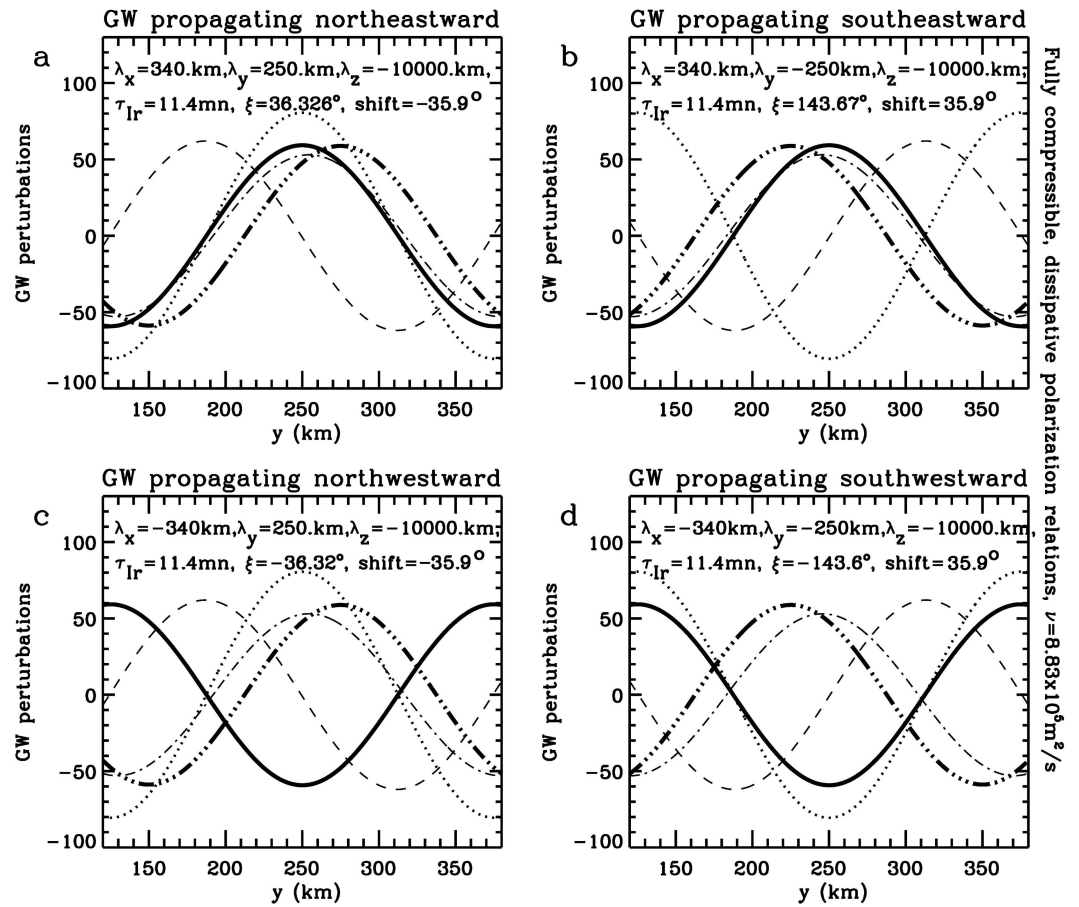 GW propagating northeastward
a
λx=340.km,λy=250.km,λz=−10000.km,
τIr=11.4mn, ξ=36.326°, shift=−35.9°
100
50
0
−50
−100
GW perturbations
150 200 250 300 350
y (km)
GW propagating southeastward
b
λx=340.km,λy=−250km,λz=−10000.km,
τIr=11.4mn, ξ=143.67°, shift=35.9°
100
50
0
−50
−100
GW perturbations
150 200 250 300 350
y (km)
GW propagating northwestward
c
λx=−340km,λy=250.km,λz=−10000.km,
τIr=11.4mn, ξ=−36.32°, shift=−35.9°
100
50
0
−50
−100
GW perturbations
150 200 250 300 350
y (km)
GW propagating southwestward
d
λx=−340km,λy=−250km,λz=−10000.km,
τIr=11.4mn, ξ=−143.6°, shift=35.9°
100
50
0
−50
−100
GW perturbations
150 200 250 300 350
y (km)
Fully compressible, dissipative polarization relations, ν=8.83x10⁵m²/s